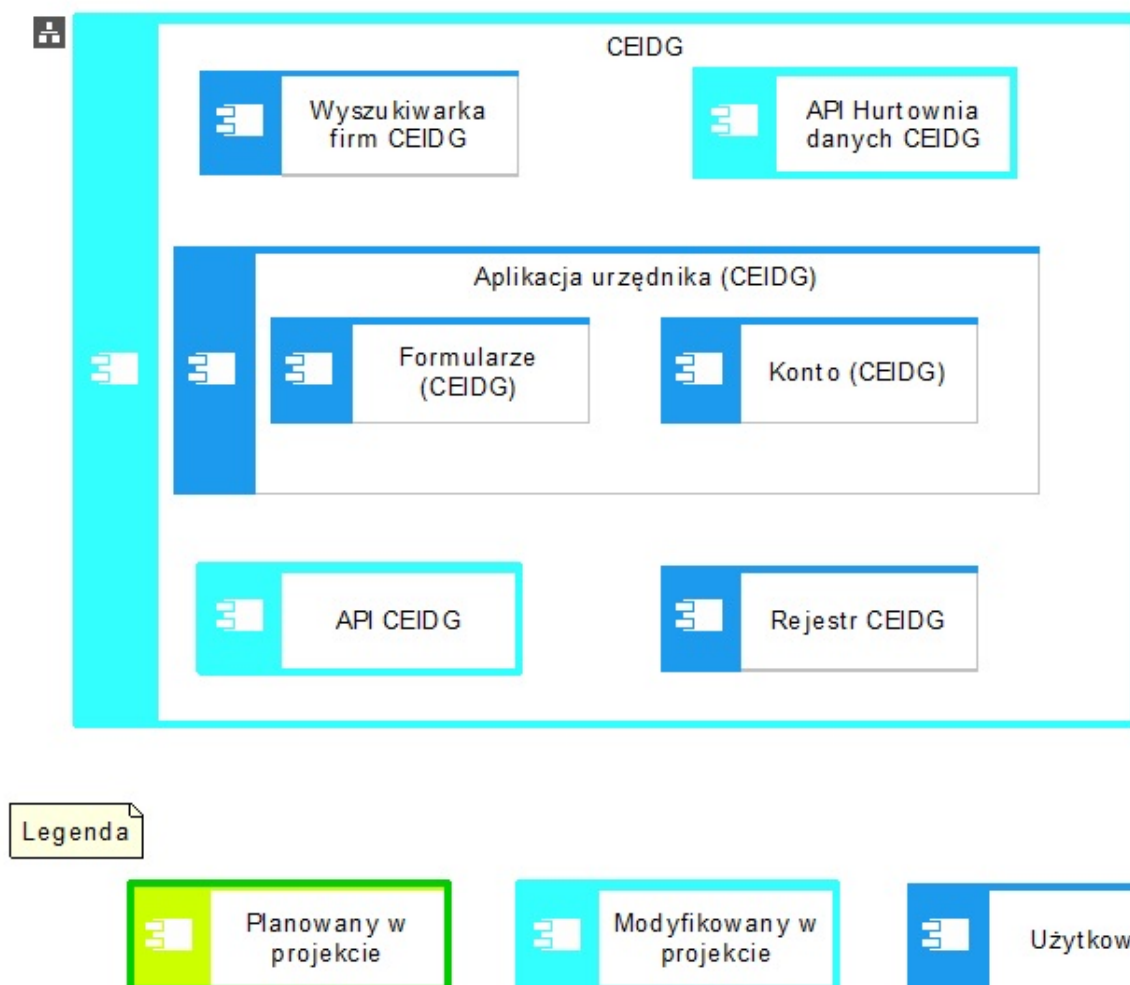 CEIDG
Wyszukiwarka
firm CEIDG
API Hurtownia
danych CEIDG
Aplikacja urzędnika (CEIDG)
Formularze
(CEIDG)
Konto (CEIDG)
API CEIDG
Rejestr CEIDG
Legenda
Planowany w
projekcie
Modyfikowany w
projekcie